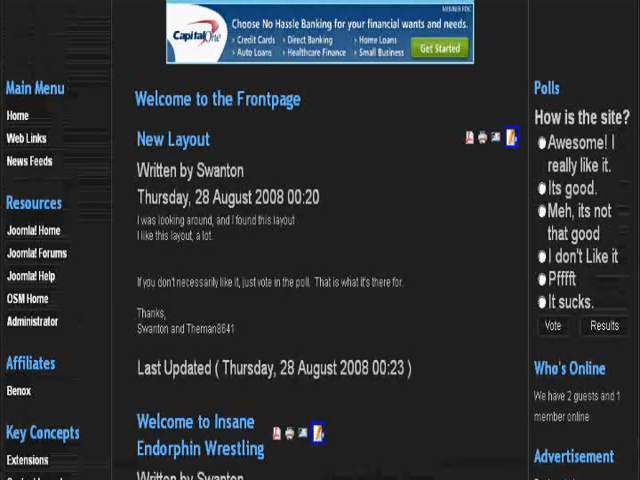 MEMBER FDIC
Choose No Hassle Banking for your financial wants and needs.
Capital One
Credit Cards
Direct Banking
Home Loans
Auto Loans
Healthcare Finance
Small Business
Get Started
Main Menu
Home
Web Links
News Feeds
Resources
Joomla! Home
Joomla! Forums
Joomla! Help
OSM Home
Administrator
Affiliates
Benox
Key Concepts
Extensions
Welcome to the Frontpage
New Layout
Written by Swanton
Thursday, 28 August 2008 00:20
I was looking around, and I found this layout
I like this layout, a lot.
If you don't necessarily like it, just vote in the poll. That is what it's there for.
Thanks,
Swanton and Theman8641
Last Updated ( Thursday, 28 August 2008 00:23 )
Welcome to Insane
Endorphin Wrestling
Written by Swanton
Polls
How is the site?
Awesome! I
really like it.
Its good.
Meh, its not
that good
I don't Like it
Pfffft
It sucks.
Vote
Results
Who's Online
We have 2 guests and 1
member online
Advertisement